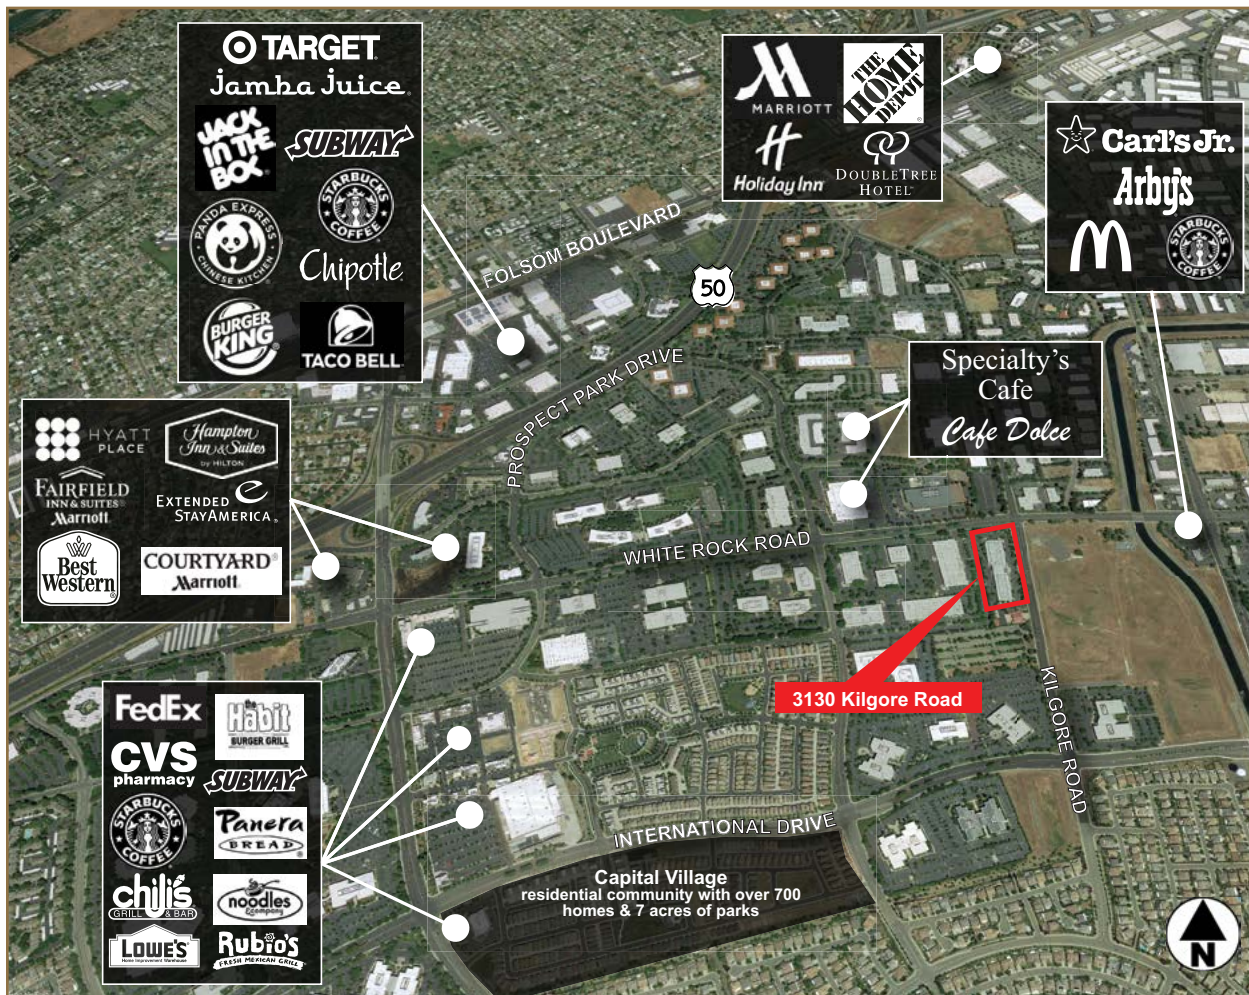 TARGET
Jamba Juice
JACK
IN THE
BOX
SUBWAY
STARBUCKS
COFFEE
PANDA EXPRESS
CHINESE KITCHEN
Chipotle
BURGER
KING
TACO BELL
MARRIOTT
THE
HOME
DEPOT
H
Holiday Inn
DOUBLETREE
HOTEL
Carl's Jr.
Arby's
M
STARBUCKS
COFFEE
FOLSOM BOULEVARD
50
PROSPECT PARK DRIVE
Specialty's
Cafe
Cafe Dolce
HYATT
PLACE
Hampton
Inn & Suites
by HILTON
FAIRFIELD
INN & SUITES
Marriott
e
EXTENDED
STAYAMERICA
Best
Western
COURTYARD
Marriott
WHITE ROCK ROAD
3130 Kilgore Road
KILGORE ROAD
FedEx
the
Habit
BURGER GRILL
CVS
pharmacy
SUBWAY
STARBUCKS
COFFEE
Panera
BREAD
chili's
GRILL & BAR
noodles
& company
LOWE'S
Home Improvement Warehouse
Rubio's
FRESH MEXICAN GRILL
INTERNATIONAL DRIVE
Capital Village
residential community with over 700
homes & 7 acres of parks
N